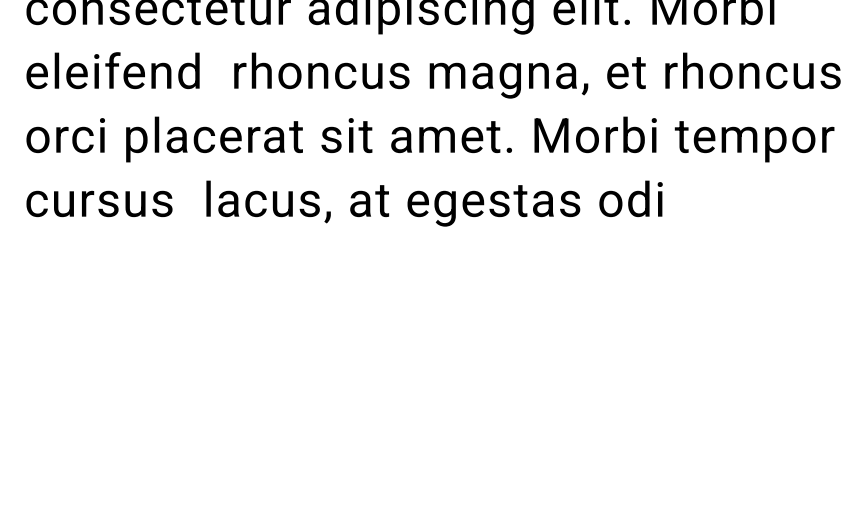 consectetur adipiscing elit. Morbi
eleifend  rhoncus magna, et rhoncus
orci placerat sit amet. Morbi tempor
cursus  lacus, at egestas odi